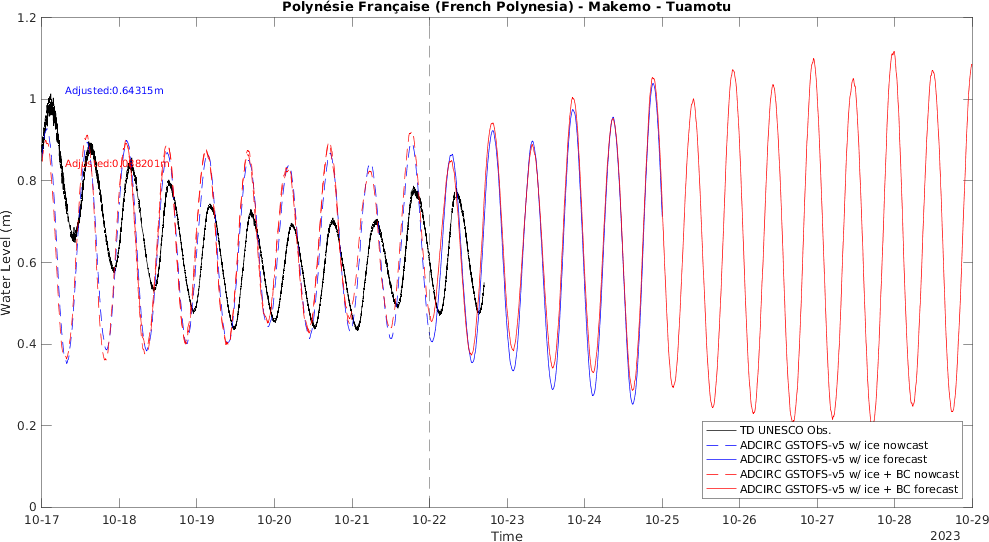 Polynésie Française (French Polynesia) - Makemo - Tuamotu
Water Level (m)
1.2
1
0.8
0.6
0.4
0.2
0
Adjusted:0.64315m
TD UNESCO Obs.
ADCIRC GSTOFS-v5 w/ ice nowcast
ADCIRC GSTOFS-v5 w/ ice forecast
ADCIRC GSTOFS-v5 w/ ice + BC nowcast
ADCIRC GSTOFS-v5 w/ ice + BC forecast
10-17 10-18 10-19 10-20 10-21 10-22 10-23 10-24 10-25 10-26 10-27 10-28 10-29
Time
2023